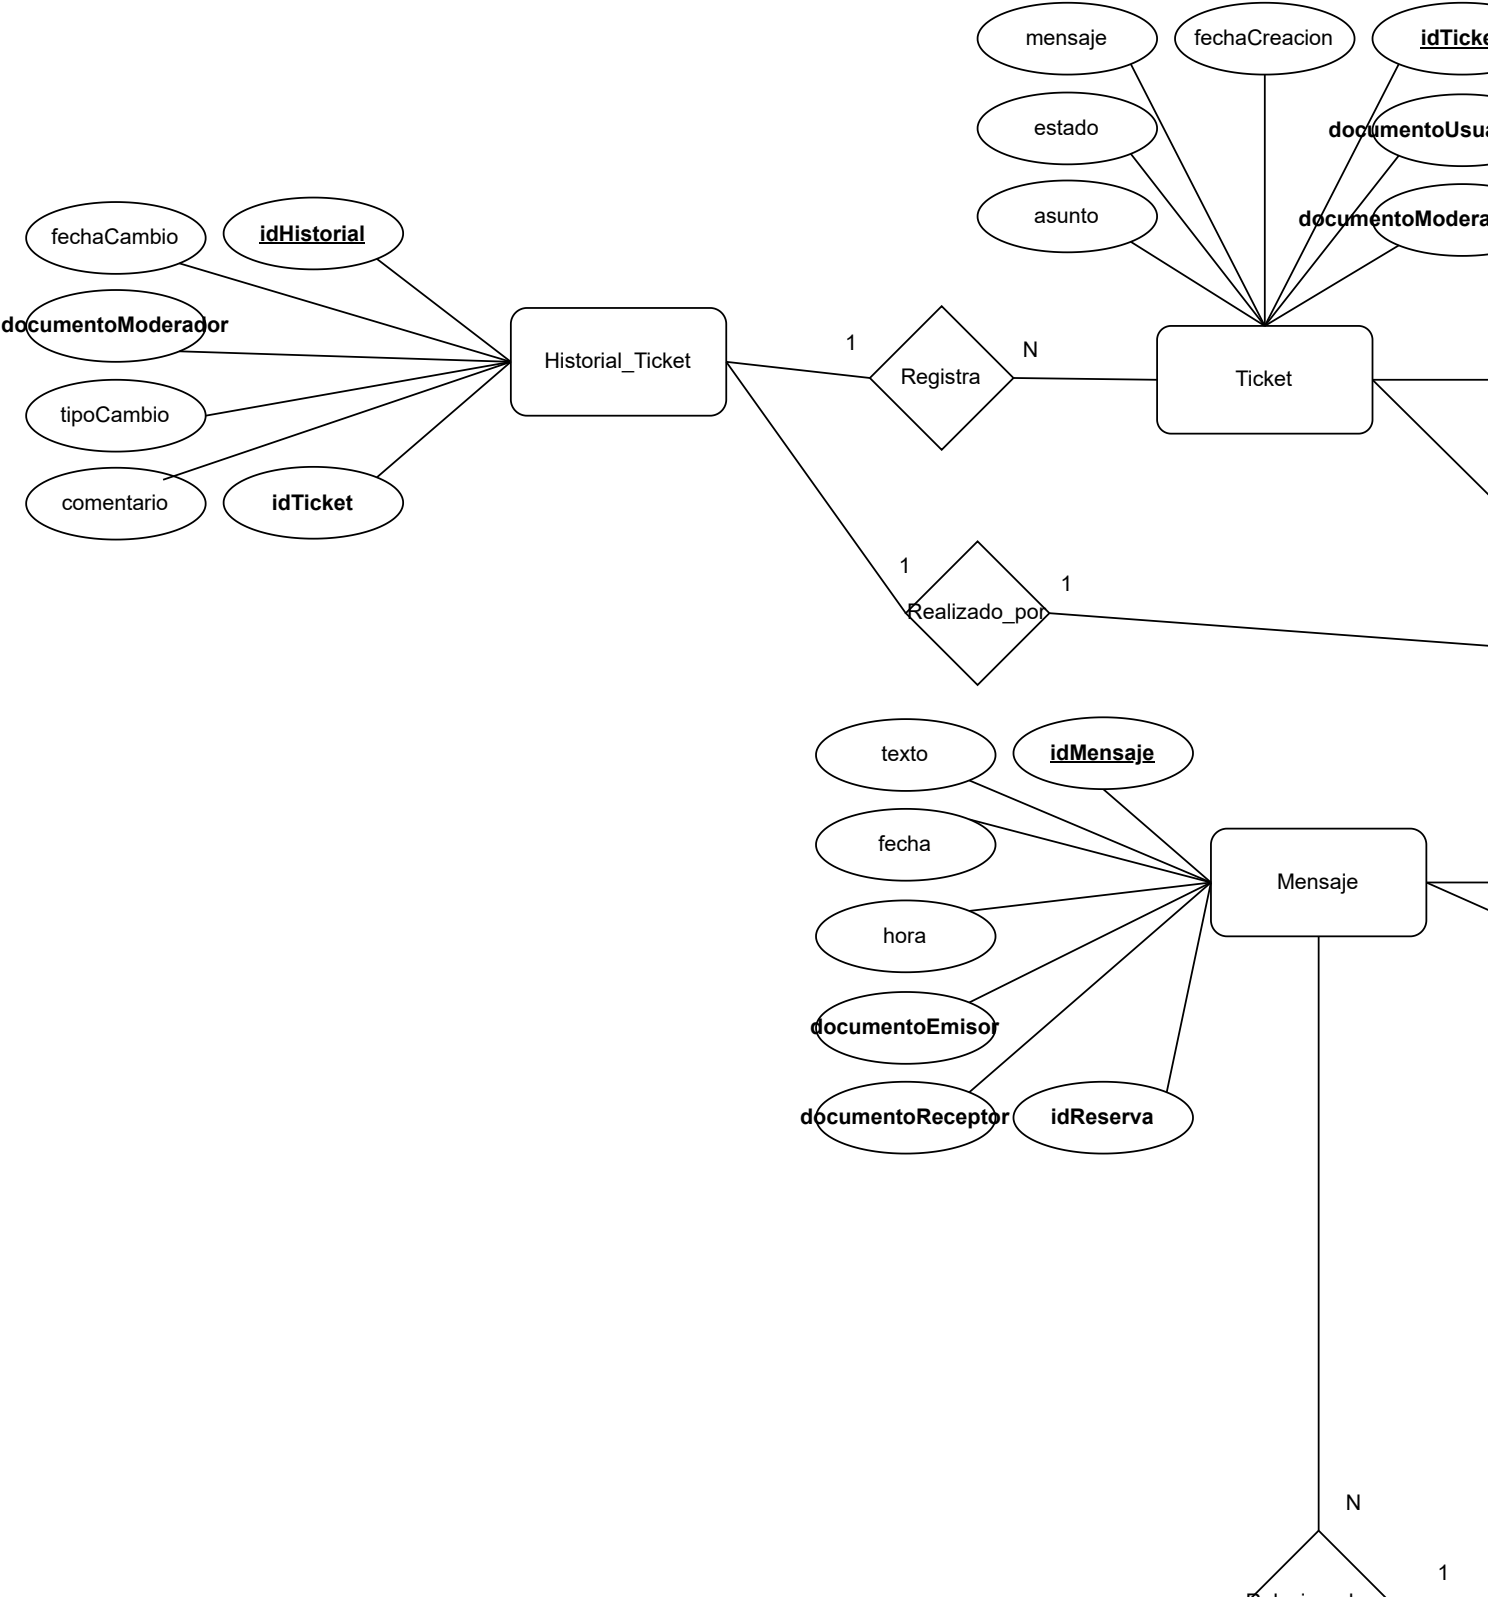 mensaje
fechaCreacion
estado
asunto
fechaCambio
idHistorial
documentoModerador
tipoCambio
comentario
idTicket
Historial_Ticket
1
Registra
N
Ticket
1
Realizado_por
1
texto
idMensaje
fecha
hora
documentoEmisor
documentoReceptor
idReserva
Mensaje
N
1